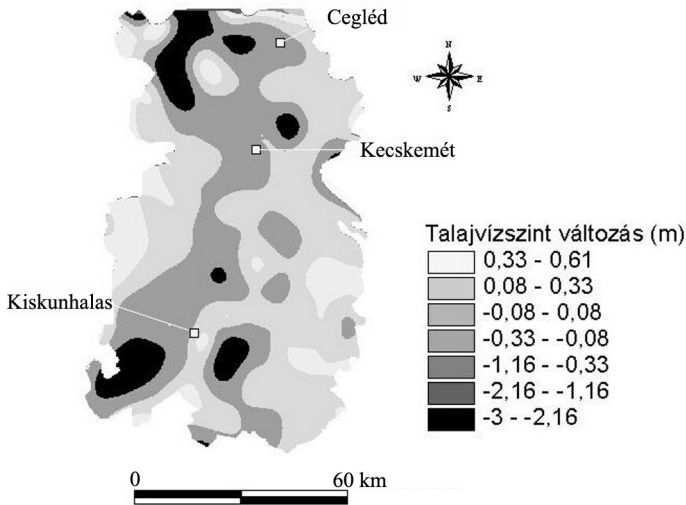 Cegléd
N
W E
S
Kecskemét
Kiskunhalas
Talajvízszint változás (m)
0,33 - 0,61
0,08 - 0,33
-0,08 - 0,08
-0,33 - -0,08
-1,16 - -0,33
-2,16 - -1,16
-3 - -2,16
0 60 km